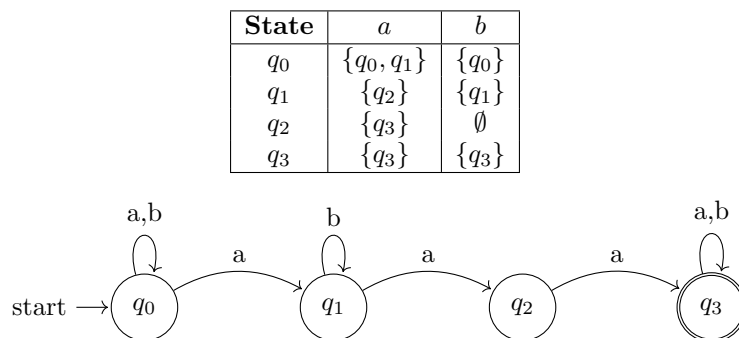 State a b
q₀ {q₀, q₁} {q₀}
q₁ {q₂} {q₁}
q₂ {q₃} ∅
q₃ {q₃} {q₃}
a,b b a,b
a a a
start q₀ q₁ q₂ q₃